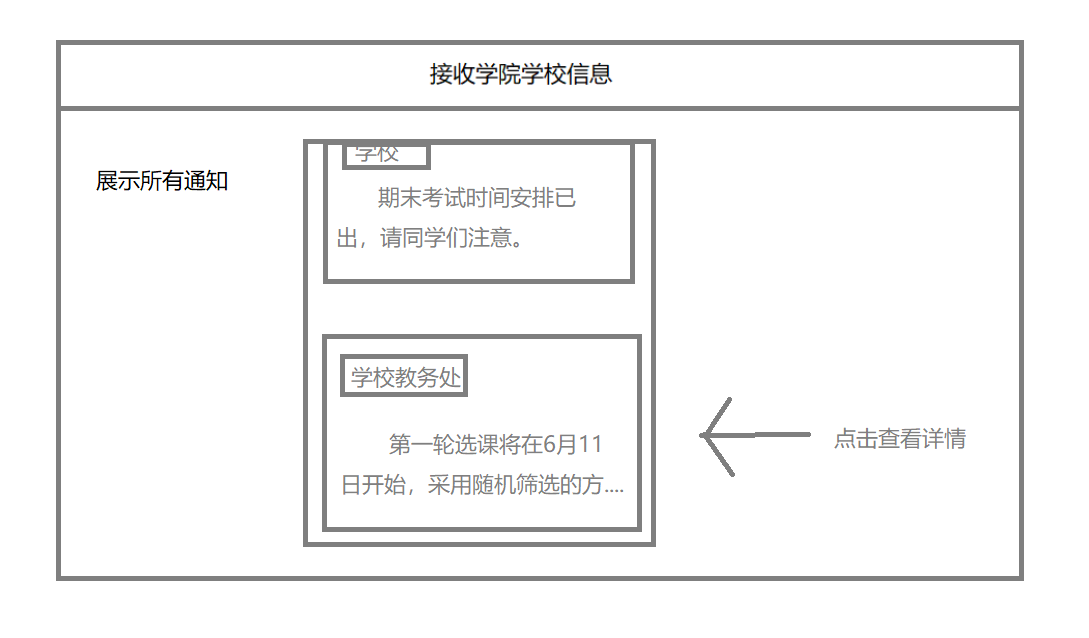 接收学院学校信息
展示所有通知
学校
期末考试时间安排已
出，请同学们注意。
学校教务处
第一轮选课将在6月11
日开始，采用随机筛选的方....
点击查看详情